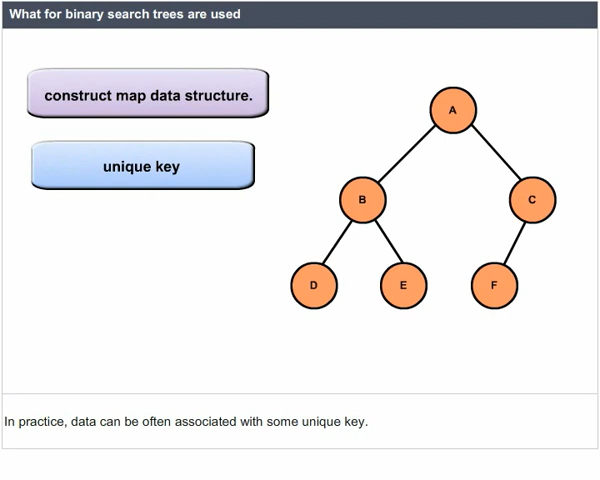 What for binary search trees are used
construct map data structure.
unique key
A
B
C
D
E
F
In practice, data can be often associated with some unique key.